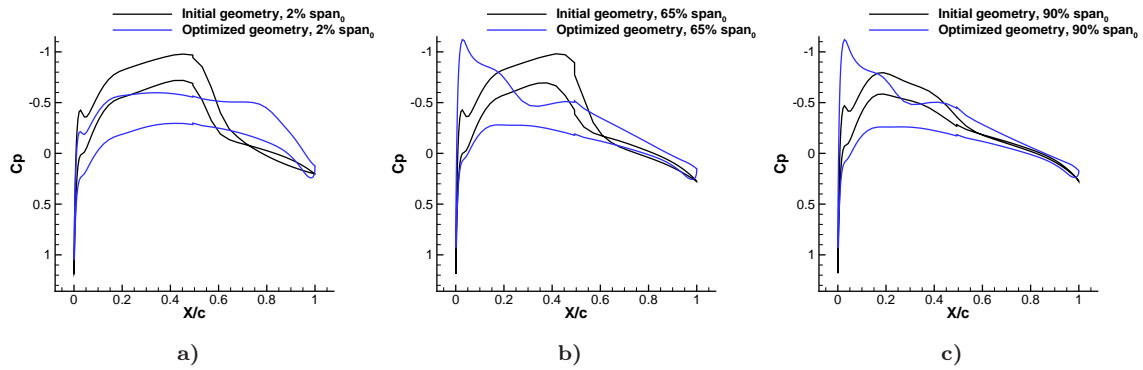 Initial geometry, 2% span₀
Optimized geometry, 2% span₀
-1
-0.5
0
0.5
1
Cp
0 0.2 0.4 0.6 0.8 1
X/c
a)
Initial geometry, 65% span₀
Optimized geometry, 65% span₀
-1
-0.5
0
0.5
1
Cp
0 0.2 0.4 0.6 0.8 1
X/c
b)
Initial geometry, 90% span₀
Optimized geometry, 90% span₀
-1
-0.5
0
0.5
1
Cp
0 0.2 0.4 0.6 0.8 1
X/c
c)